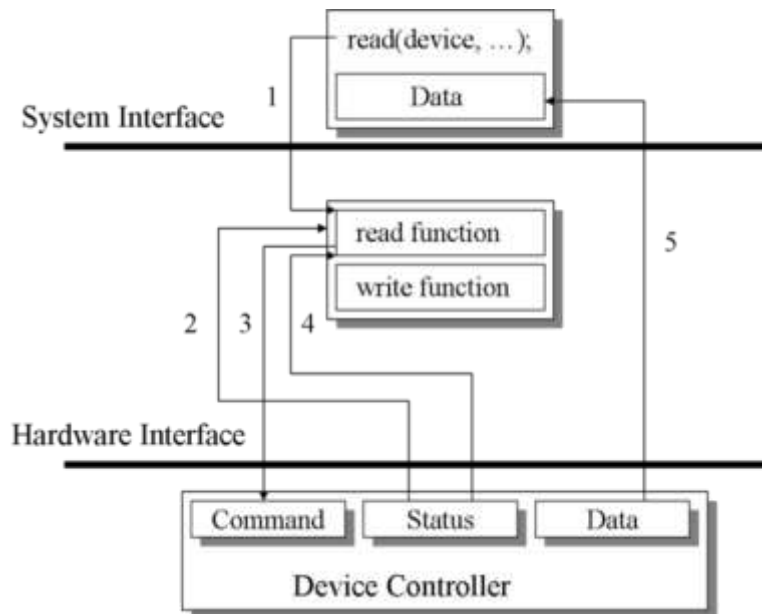 read(device, …);
Data
1
System Interface
read function
write function
5
2
3
4
Hardware Interface
Command
Status
Data
Device Controller